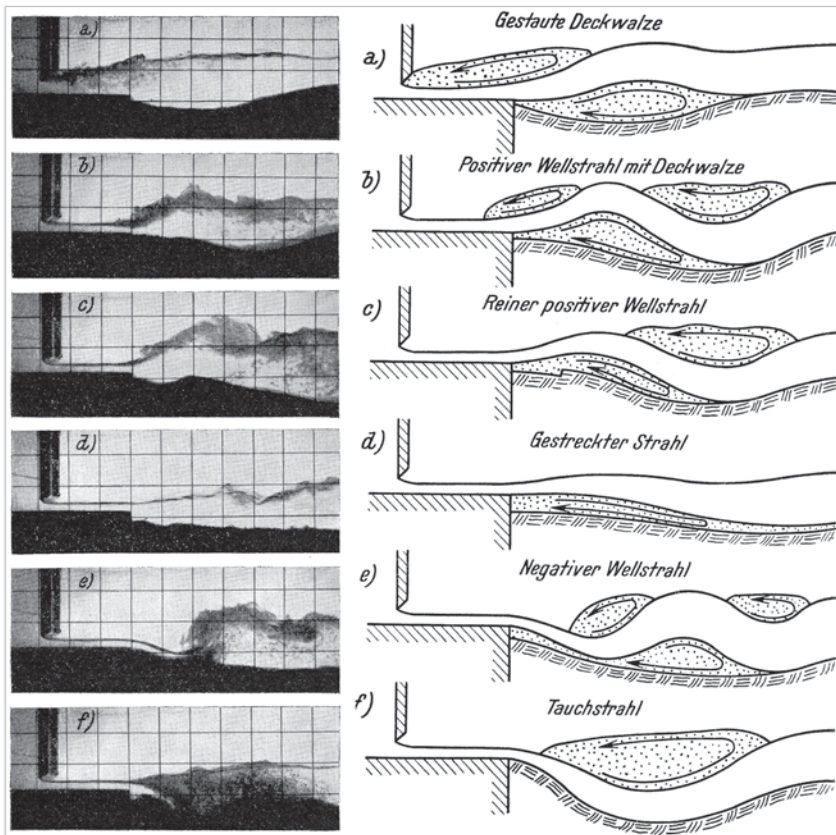 a)
Gestaute Deckwalze
a)
b)
Positiver Wellstrahl mit Deckwalze
b)
c)
Reiner positiver Wellstrahl
c)
d)
Gestreckter Strahl
d)
e)
Negativer Wellstrahl
e)
f)
Tauchstrahl
f)